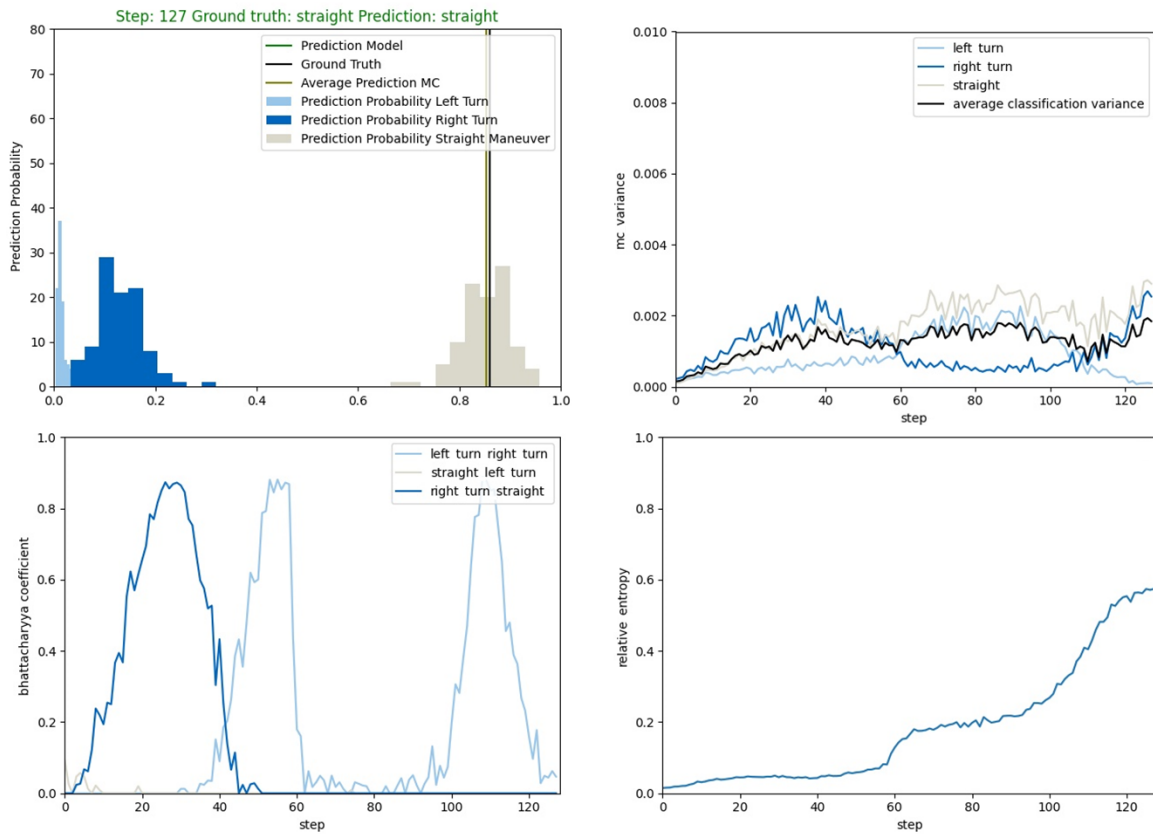 Step: 127 Ground truth: straight Prediction: straight
Prediction Probability
80
70
60
50
40
30
20
10
0
0.0 0.2 0.4 0.6 0.8 1.0
Prediction Model
Ground Truth
Average Prediction MC
Prediction Probability Left Turn
Prediction Probability Right Turn
Prediction Probability Straight Maneuver
mc variance
0.010
0.008
0.006
0.004
0.002
0.000
0 20 40 60 80 100 120
step
left turn
right turn
straight
average classification variance
bhattacharyya coefficient
1.0
0.8
0.6
0.4
0.2
0.0
0 20 40 60 80 100 120
step
left turn right turn
straight left turn
right turn straight
relative entropy
1.0
0.8
0.6
0.4
0.2
0.0
0 20 40 60 80 100 120
step